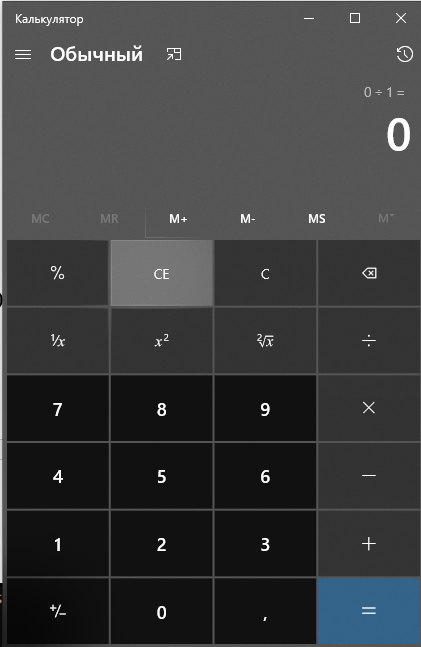 Калькулятор
Обычный
0 ÷ 1 =
0
MC MR M+ M- MS M˅
% CE C
¹/x x² ²√x ÷
7 8 9 ×
4 5 6 −
1 2 3 +
+/− 0 , =